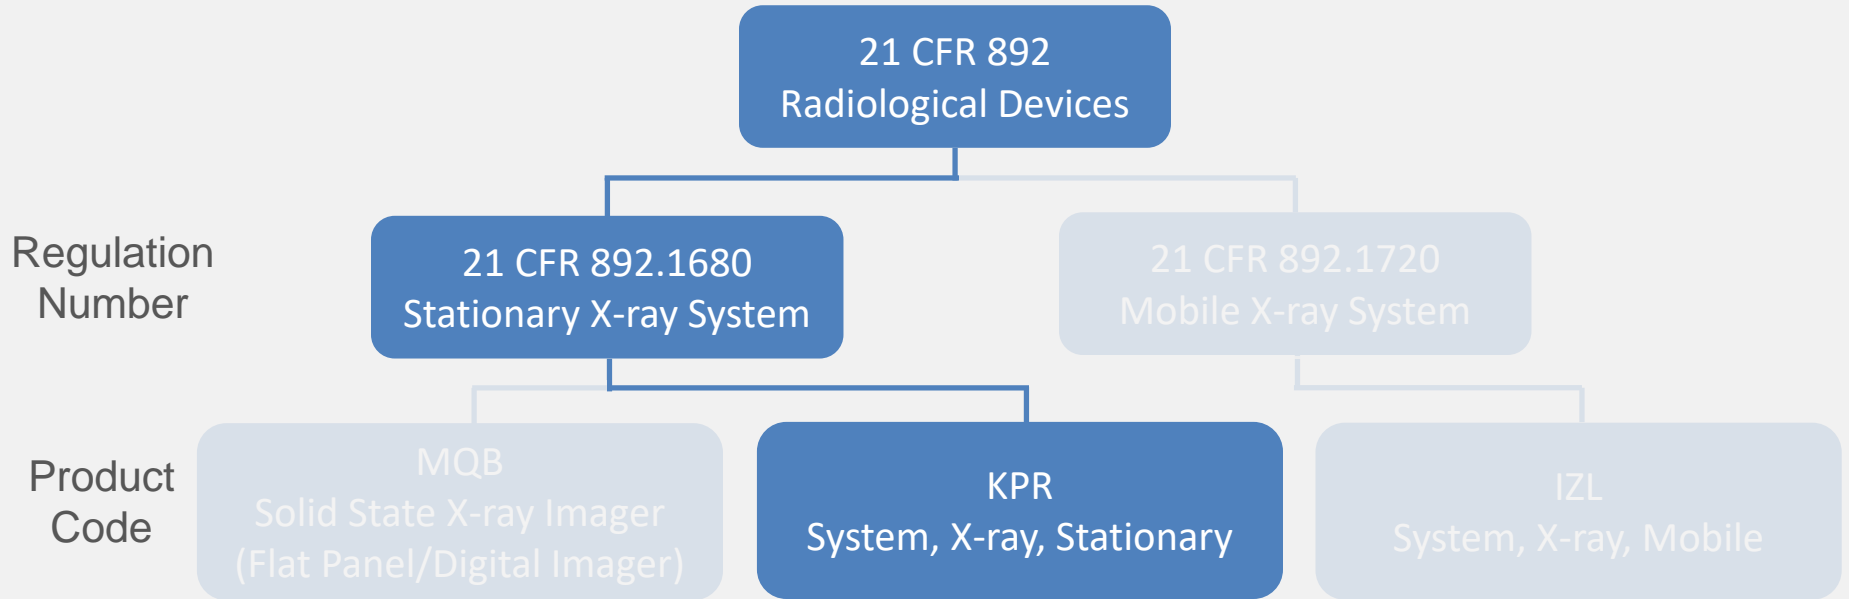 21 CFR 892
Radiological Devices
Regulation
Number
21 CFR 892.1680
Stationary X-ray System
21 CFR 892.1720
Mobile X-ray System
Product
Code
MQB
Solid State X-ray Imager
(Flat Panel/Digital Imager)
KPR
System, X-ray, Stationary
IZL
System, X-ray, Mobile